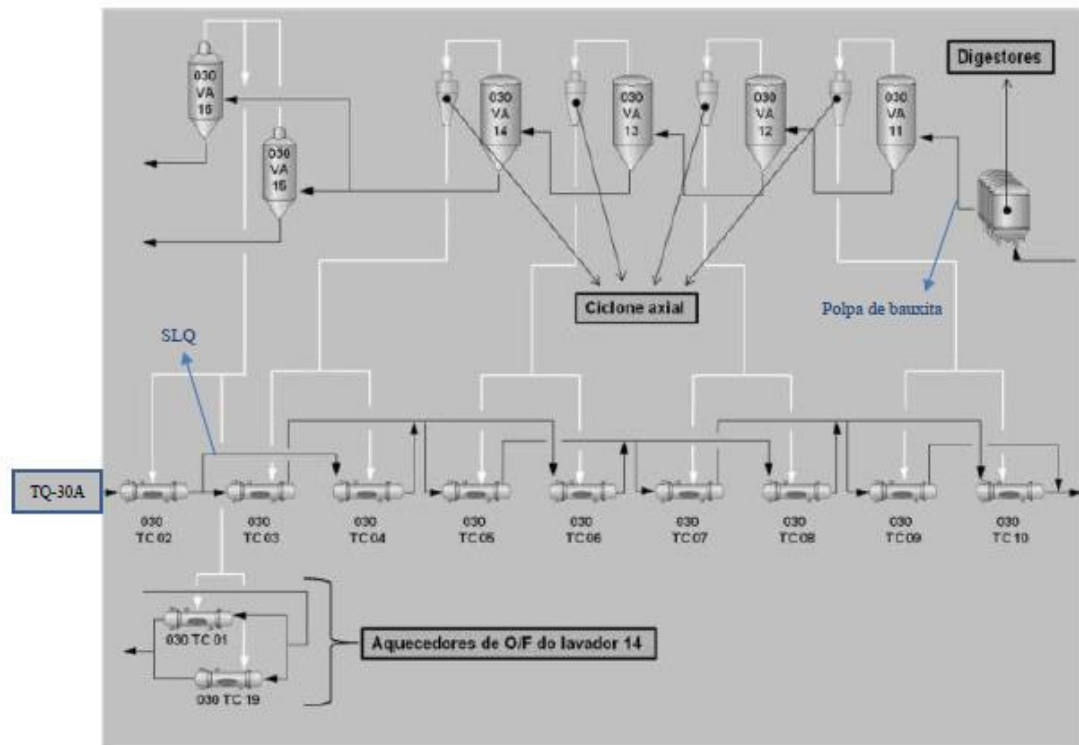 030
VA
16
030
VA
15
030
VA
14
030
VA
13
030
VA
12
030
VA
11
Digestores
Ciclone axial
Polpa de bauxita
SLQ
TQ-30A
030
TC 02
030
TC 03
030
TC 04
030
TC 05
030
TC 06
030
TC 07
030
TC 08
030
TC 09
030
TC 10
030 TC 01
Aquecedores de O/F do lavador 14
030 TC 19